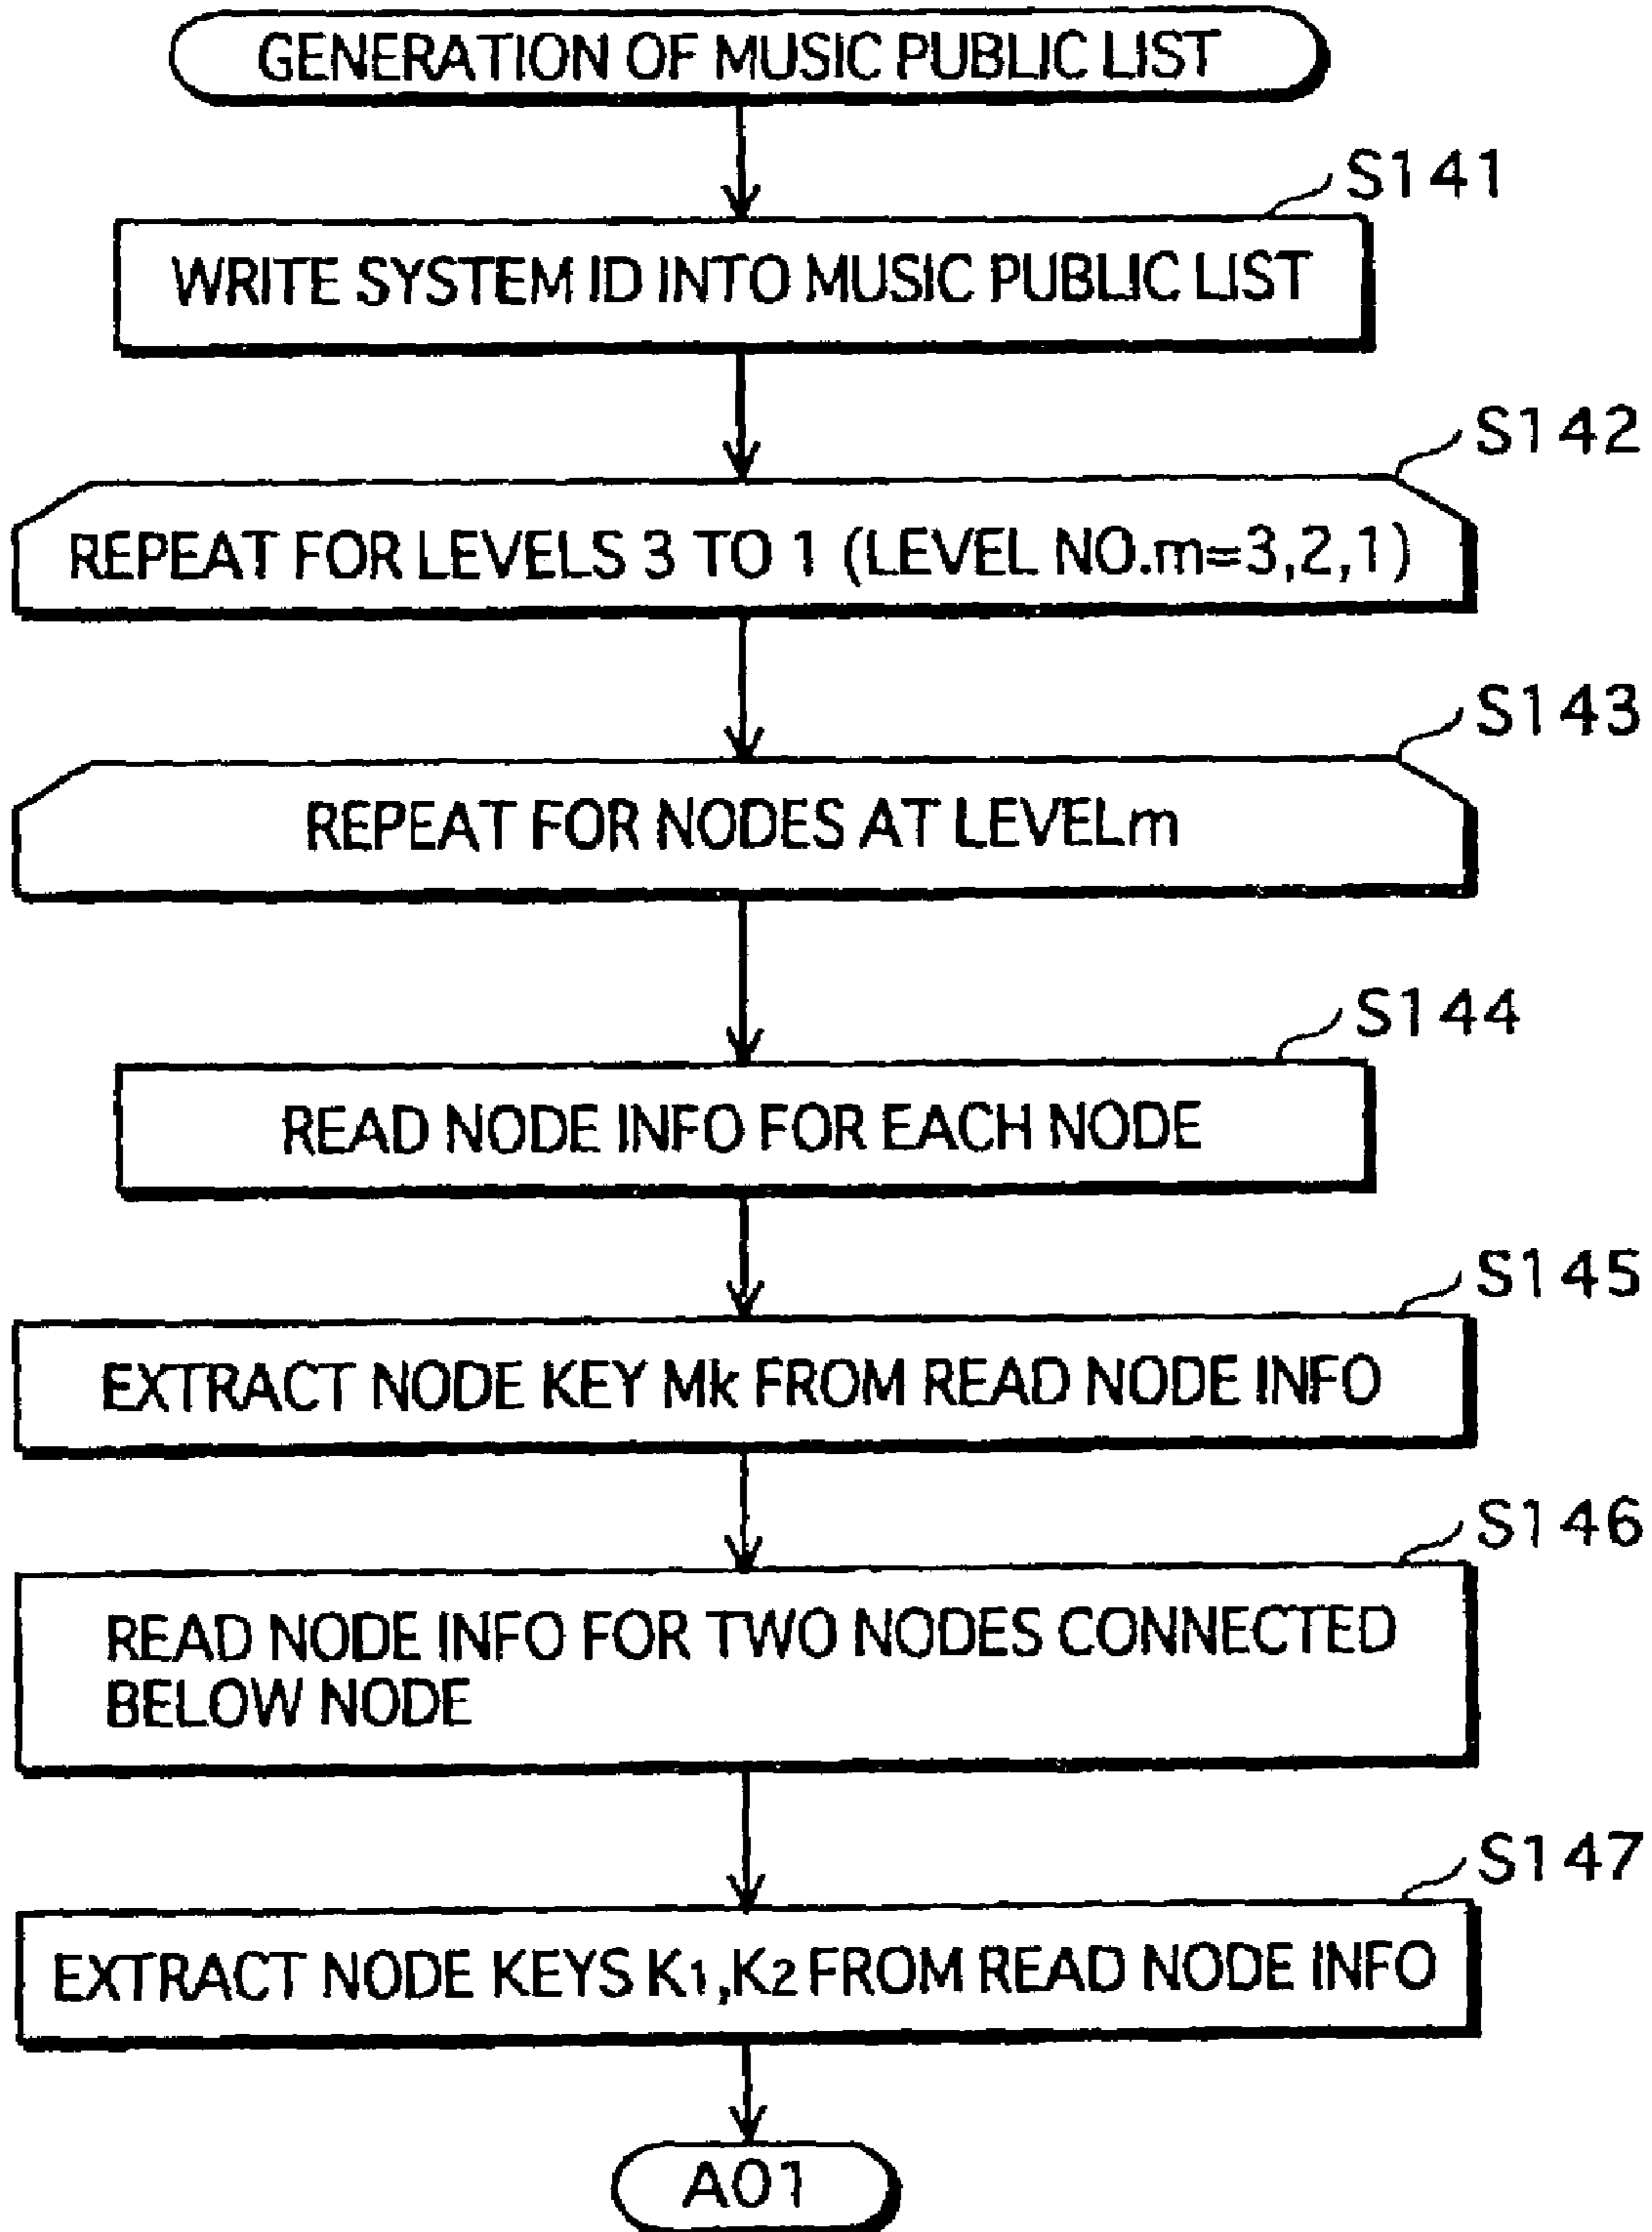 GENERATION OF MUSIC PUBLIC LIST
S141
WRITE SYSTEM ID INTO MUSIC PUBLIC LIST
S142
REPEAT FOR LEVELS 3 TO 1 (LEVEL NO.m=3,2,1)
S143
REPEAT FOR NODES AT LEVELm
S144
READ NODE INFO FOR EACH NODE
S145
EXTRACT NODE KEY Mk FROM READ NODE INFO
S146
READ NODE INFO FOR TWO NODES CONNECTED
BELOW NODE
S147
EXTRACT NODE KEYS K1,K2 FROM READ NODE INFO
A01